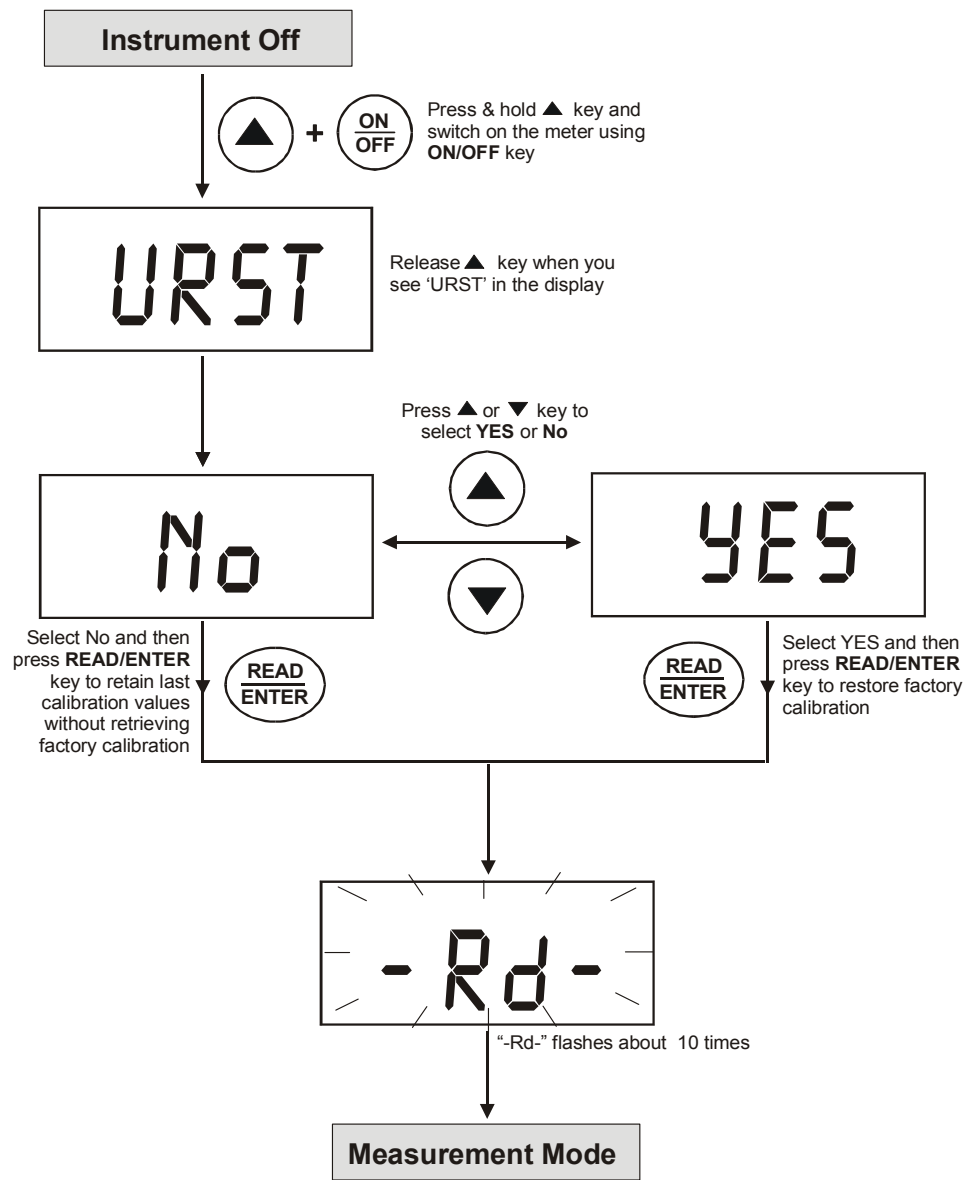 Instrument Off
▲ + ON
OFF
Press & hold ▲ key and
switch on the meter using
ON/OFF key
URST
Release ▲ key when you
see ‘URST’ in the display
Press ▲ or ▼ key to
select YES or No
No
YES
Select No and then
press READ/ENTER
key to retain last
calibration values
without retrieving
factory calibration
READ
ENTER
READ
ENTER
Select YES and then
press READ/ENTER
key to restore factory
calibration
-Rd-
“-Rd-” flashes about 10 times
Measurement Mode